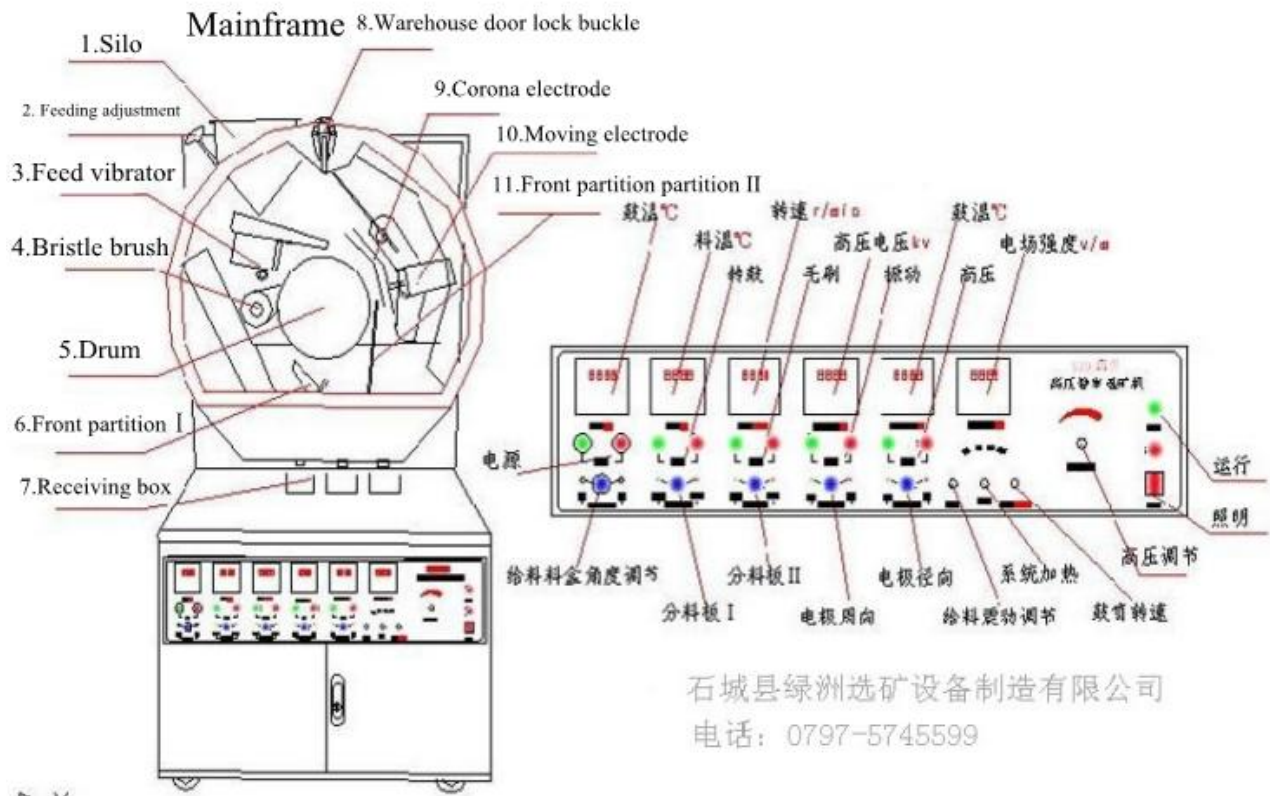 Mainframe
8.Warehouse door lock buckle
1.Silo
9.Corona electrode
2. Feeding adjustment
10.Moving electrode
3.Feed vibrator
11.Front partition partition II
4.Bristle brush
5.Drum
6.Front partition I
7.Receiving box
鼓温℃
转速r/min
鼓温℃
料温℃
高压电压kv
电场强度v/m
转鼓
毛刷
振动
高压
电源
运行
照明
高压调节
给料料盒角度调节
分料板II
电极径向
系统加热
分料板I
电极周向
给料震动调节
鼓筒转速
石城县绿洲选矿设备制造有限公司
电话：0797-5745599